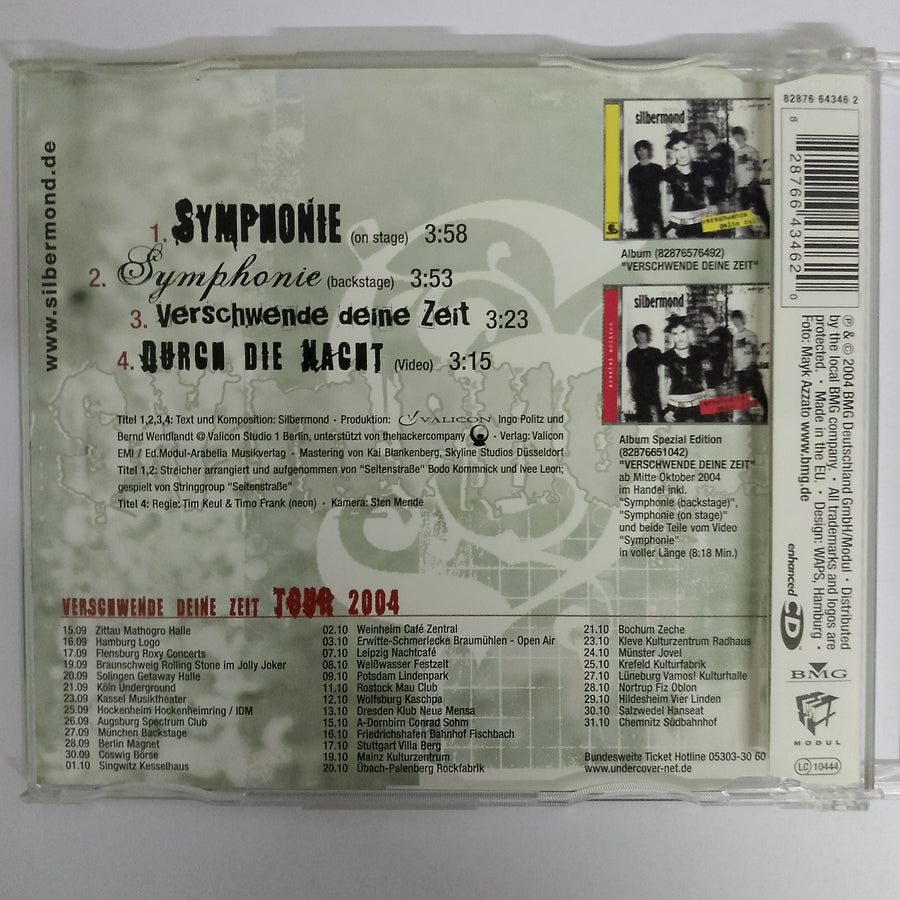 www.silbermond.de
1. SYMPHONIE (on stage) 3:58
2. Symphonie (backstage) 3:53
3. Verschwende deine Zeit 3:23
4. DURCH DIE NACHT (Video) 3:15
Titel 1,2,3,4: Text und Komposition: Silbermond · Produktion: VALICON Ingo Politz und
Bernd Wendlandt @ Valicon Studio 1 Berlin, unterstützt von thehackercompany · Verlag: Valicon
EMI / Ed.Modul-Arabella Musikverlag · Mastering von Kai Blankenberg, Skyline Studios Düsseldorf
Titel 1,2: Streicher arrangiert und aufgenommen von "Seitenstraße" Bodo Kommnick und Ivee Leon;
gespielt von Stringgroup "Seitenstraße"
Titel 4: Regie: Tim Keul & Timo Frank (neon) · Kamera: Sten Mende
silbermond
verschwende
deine zeit
Album (82876576492)
"VERSCHWENDE DEINE ZEIT"
silbermond
special edition
verschwende
Album Spezial Edition
(82876651042)
"VERSCHWENDE DEINE ZEIT"
ab Mitte Oktober 2004
im Handel inkl.
"Symphonie (backstage)",
"Symphonie (on stage)"
und beide Teile vom Video
"Symphonie"
in voller Länge (8:18 Min.)
VERSCHWENDE DEINE ZEIT TOUR 2004
15.09 Zittau Mathogro Halle
16.09 Hamburg Logo
17.09 Flensburg Roxy Concerts
19.09 Braunschweig Rolling Stone im Jolly Joker
20.09 Solingen Getaway Halle
21.09 Köln Underground
23.09 Kassel Musiktheater
25.09 Hockenheim Hockenheimring / IDM
26.09 Augsburg Spectrum Club
27.09 München Backstage
28.09 Berlin Magnet
30.09 Coswig Börse
01.10 Singwitz Kesselhaus
02.10 Weinheim Café Zentral
03.10 Erwitte-Schmerlecke Braumühlen - Open Air
07.10 Leipzig Nachtcafé
08.10 Weißwasser Festzelt
09.10 Potsdam Lindenpark
11.10 Rostock Mau Club
12.10 Wolfsburg Kaschpa
13.10 Dresden Klub Neue Mensa
15.10 A-Dornbirn Conrad Sohm
16.10 Friedrichshafen Bahnhof Fischbach
17.10 Stuttgart Villa Berg
19.10 Mainz Kulturzentrum
20.10 Übach-Palenberg Rockfabrik
21.10 Bochum Zeche
23.10 Kleve Kulturzentrum Radhaus
24.10 Münster Jovel
25.10 Krefeld Kulturfabrik
27.10 Lüneburg Vamos! Kulturhalle
28.10 Nortrup Fiz Oblon
29.10 Hildesheim Vier Linden
30.10 Salzwedel Hanseat
31.10 Chemnitz Südbahnhof
Bundesweite Ticket Hotline 05303-30 60
www.undercover-net.de
82876 64346 2
8 28766 43462 0
℗ & © 2004 BMG Deutschland GmbH/Modul · Distributed
by the local BMG company. · All trademarks and logos are
protected. · Made in the EU. · Design: WAPS, Hamburg ·
Foto: Mayk Azzato www.bmg.de
enhanced CD
BMG
MODUL
LC 10444